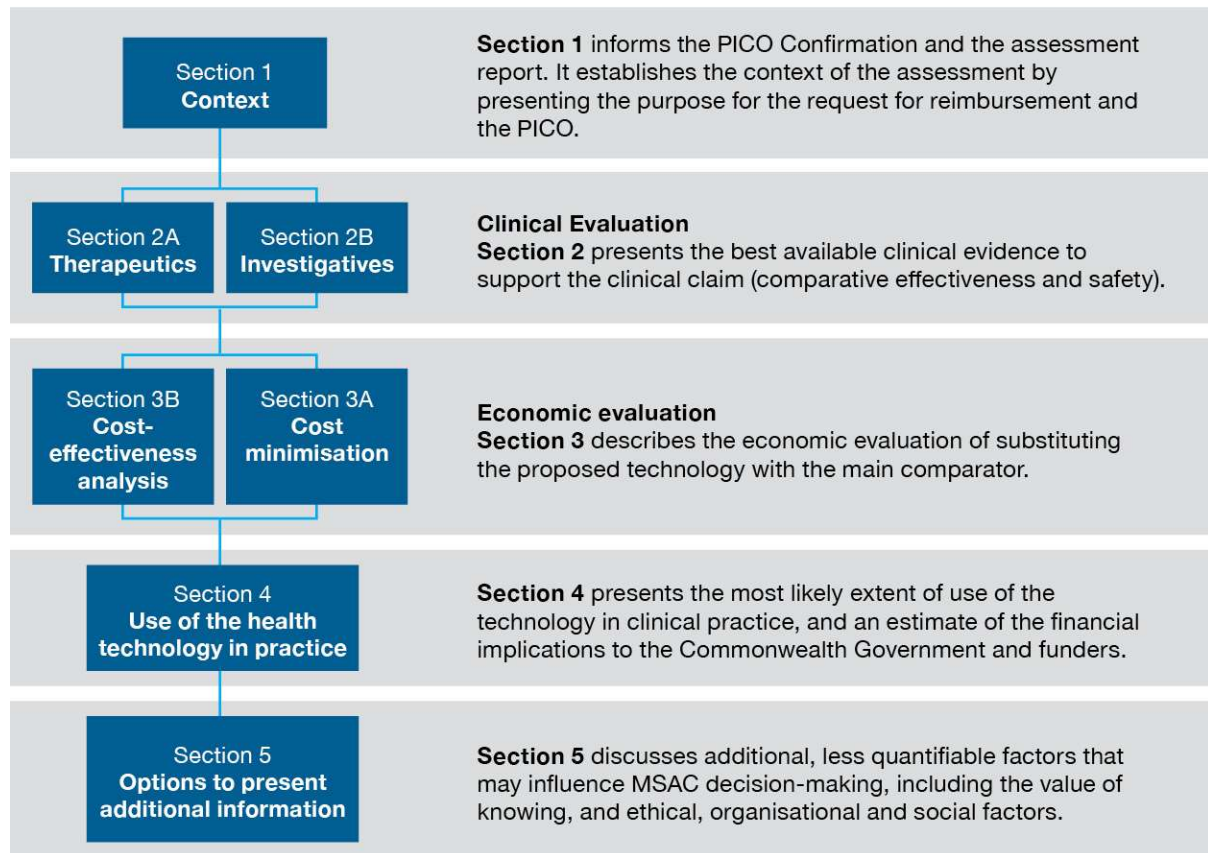 Section 1
Context
Section 1 informs the PICO Confirmation and the assessment
report. It establishes the context of the assessment by
presenting the purpose for the request for reimbursement and
the PICO.
Section 2A
Therapeutics
Section 2B
Investigatives
Clinical Evaluation
Section 2 presents the best available clinical evidence to
support the clinical claim (comparative effectiveness and safety).
Section 3B
Cost-
effectiveness
analysis
Section 3A
Cost
minimisation
Economic evaluation
Section 3 describes the economic evaluation of substituting
the proposed technology with the main comparator.
Section 4
Use of the health
technology in practice
Section 4 presents the most likely extent of use of the
technology in clinical practice, and an estimate of the financial
implications to the Commonwealth Government and funders.
Section 5
Options to present
additional information
Section 5 discusses additional, less quantifiable factors that
may influence MSAC decision-making, including the value of
knowing, and ethical, organisational and social factors.